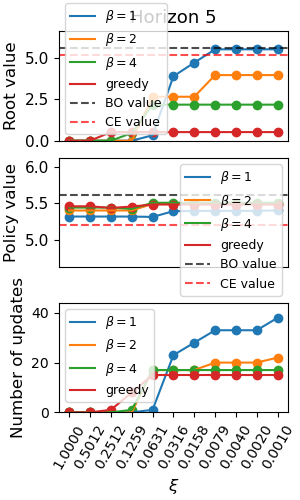 Horizon 5
Root value
5.0
2.5
0.0
β = 1
β = 2
β = 4
greedy
BO value
CE value
Policy value
6.0
5.5
5.0
β = 1
β = 2
β = 4
greedy
BO value
CE value
Number of updates
40
20
0
β = 1
β = 2
β = 4
greedy
1.0000
0.5012
0.2512
0.1259
0.0631
0.0316
0.0158
0.0079
0.0040
0.0020
0.0010
ξ